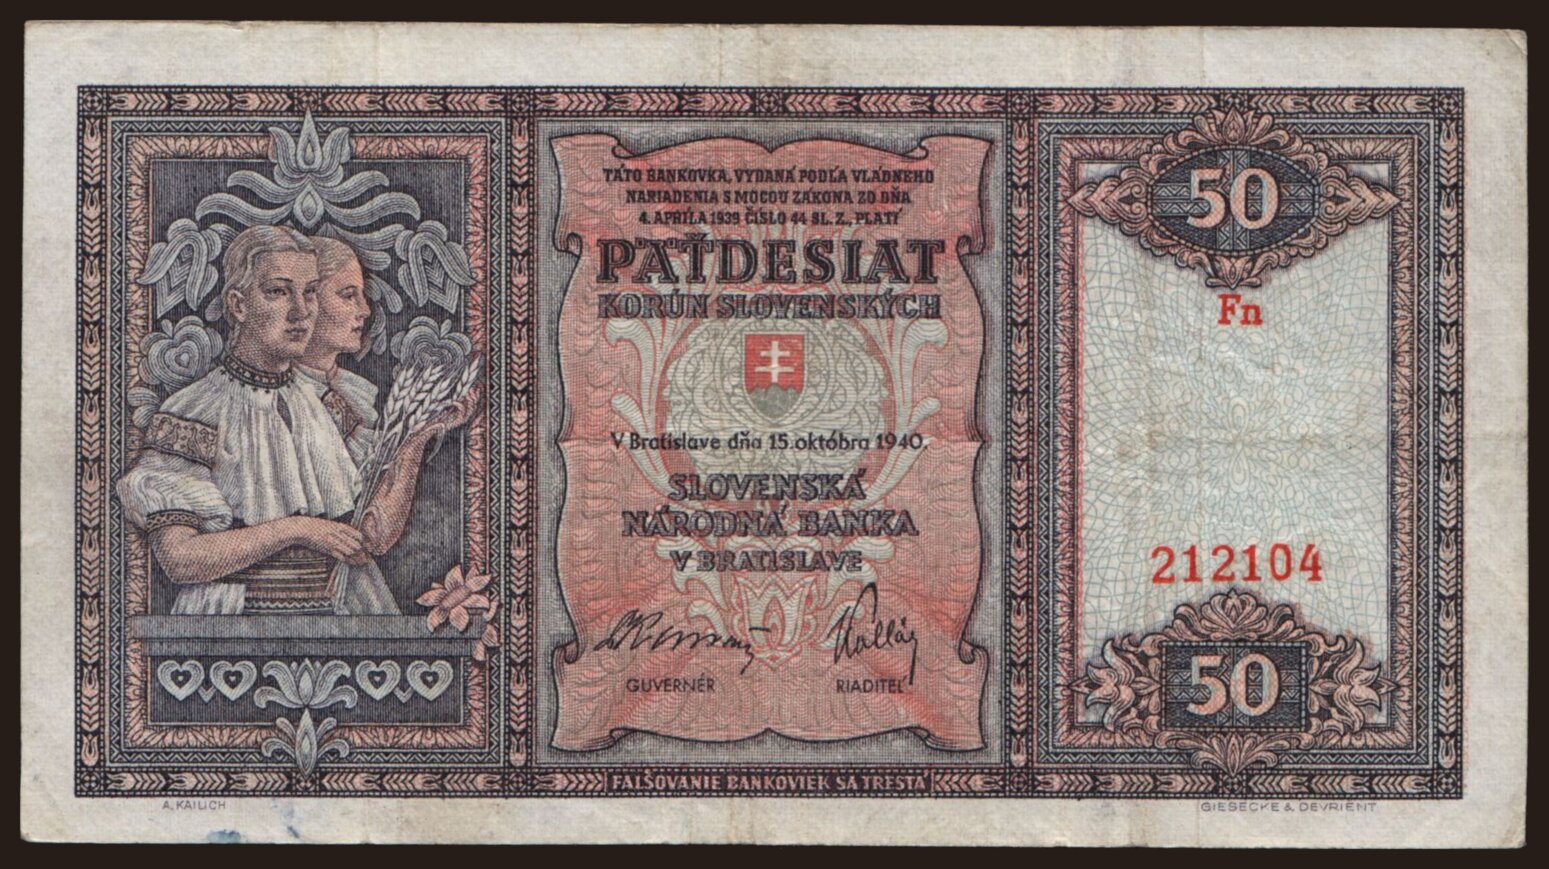 TÁTO BANKOVKA, VYDANÁ PODĽA VLÁDNEHO
NARIADENIA S MOCOU ZÁKONA ZO DŇA
4. APRÍLA 1939 ČÍSLO 44 SL. Z., PLATÍ
PÄŤDESIAT
KORÚN SLOVENSKÝCH
V Bratislave dňa 15. októbra 1940.
SLOVENSKÁ
NÁRODNÁ BANKA
V BRATISLAVE
GUVERNÉR
RIADITEĽ
FALŠOVANIE BANKOVIEK SA TRESTÁ
50
Fn
212104
50
A. KAILICH
GIESECKE & DEVRIENT